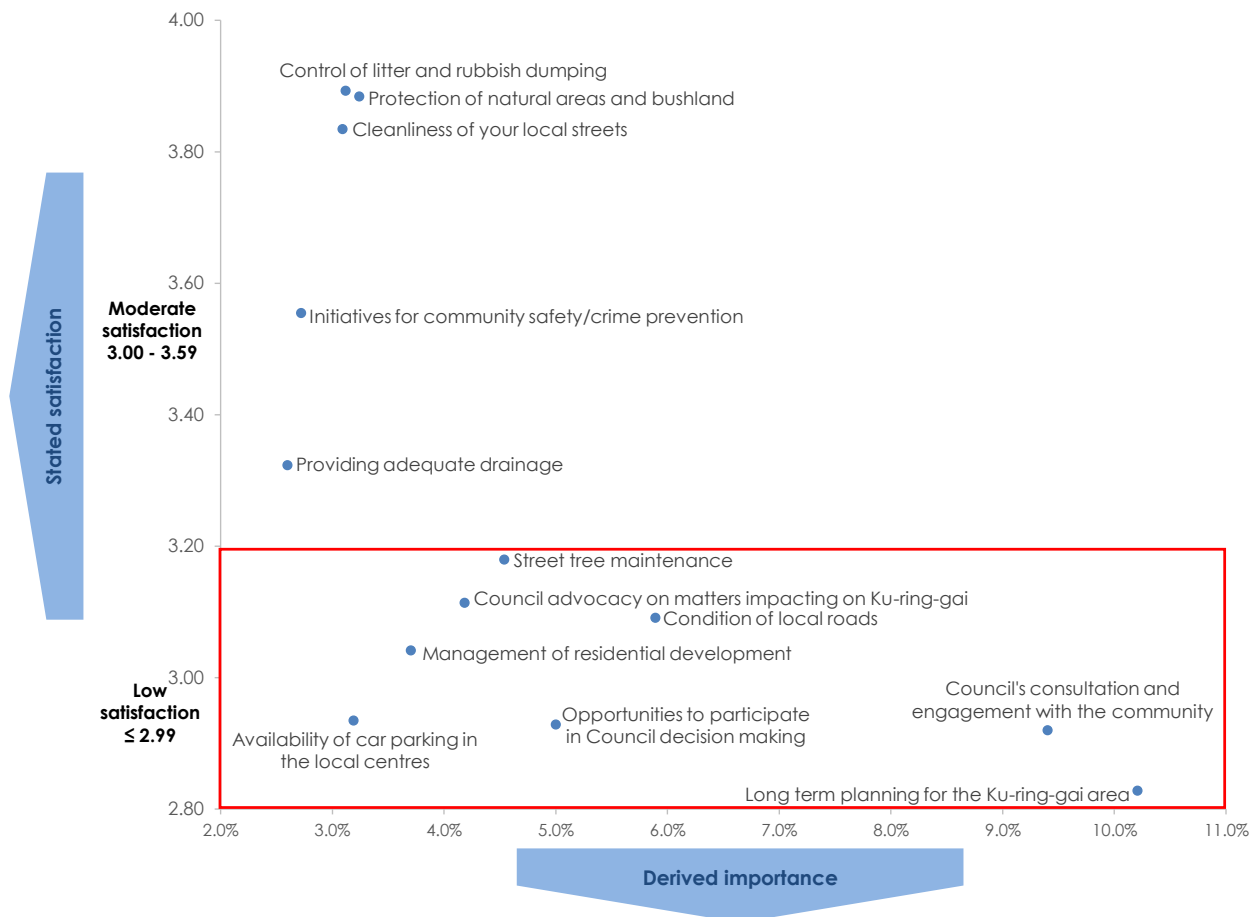 4.00
Control of litter and rubbish dumping
Protection of natural areas and bushland
Cleanliness of your local streets
3.80
3.60
Moderate
satisfaction
3.00 - 3.59
Initiatives for community safety/crime prevention
Stated satisfaction
3.40
Providing adequate drainage
3.20
Street tree maintenance
Council advocacy on matters impacting on Ku-ring-gai
Condition of local roads
Management of residential development
3.00
Low
satisfaction
≤ 2.99
Council's consultation and
engagement with the community
Opportunities to participate
in Council decision making
Availability of car parking in
the local centres
Long term planning for the Ku-ring-gai area
2.80
2.0% 3.0% 4.0% 5.0% 6.0% 7.0% 8.0% 9.0% 10.0% 11.0%
Derived importance